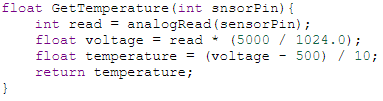 float GetTemperature(int snsorPin){
    int read = analogRead(sensorPin);
    float voltage = read * (5000 / 1024.0);
    float temperature = (voltage - 500) / 10;
    return temperature;
}